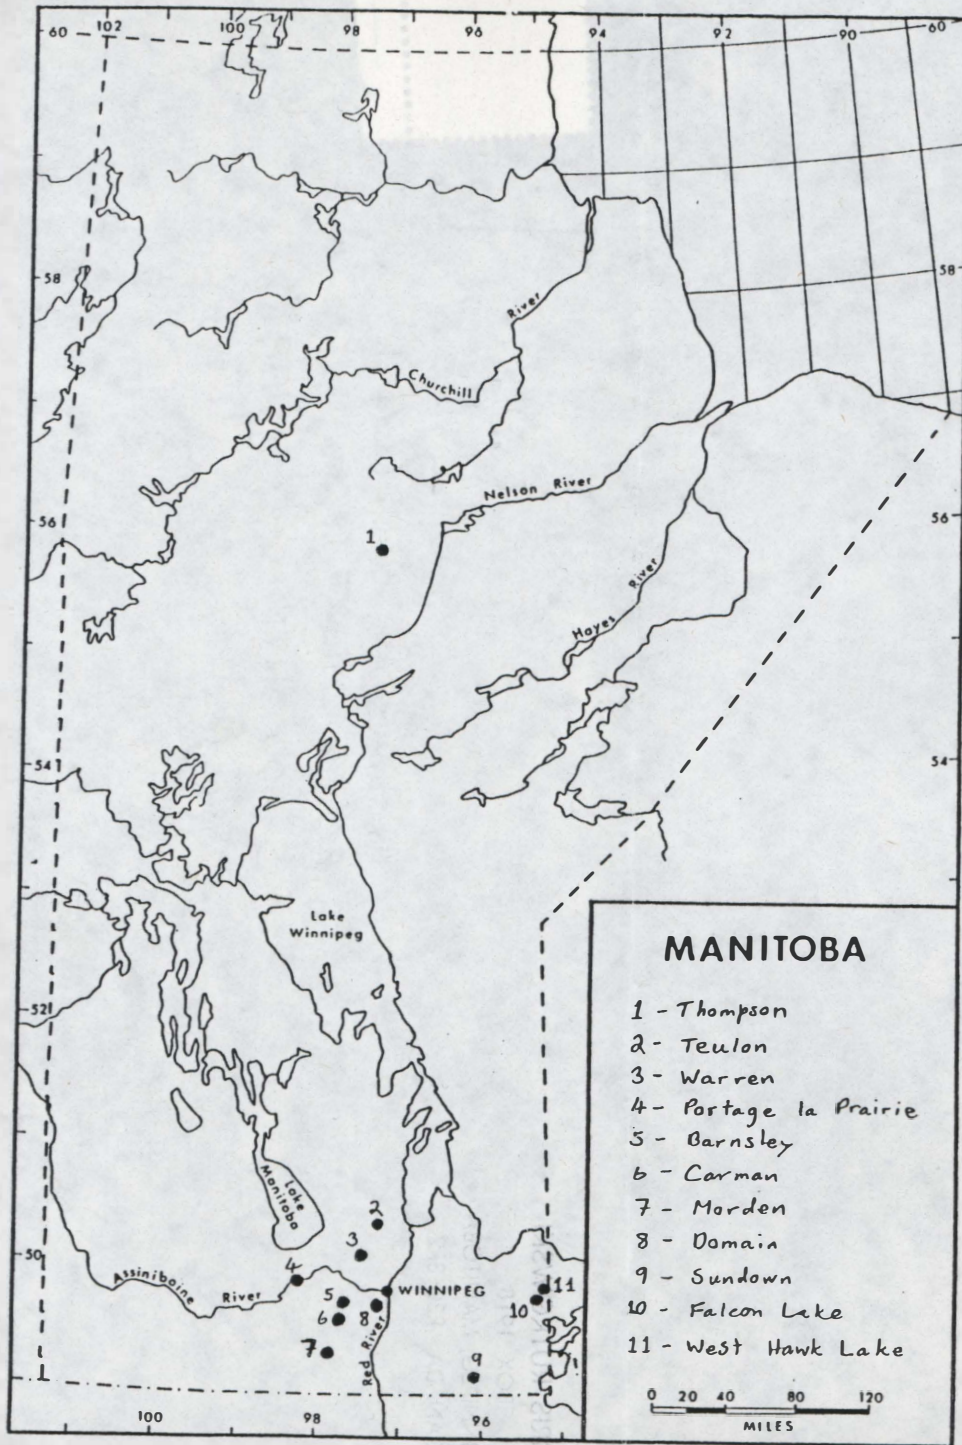 60 102 100 98 96 94 92 90 60
58 58
River
Churchill
Nelson River
56 56
1
Hayes River
54 54
Lake
Winnipeg
MANITOBA
1 - Thompson
2 - Teulon
3 - Warren
4 - Portage la Prairie
5 - Barnsley
6 - Carman
7 - Morden
8 - Domain
9 - Sundown
10 - Falcon Lake
11 - West Hawk Lake
0 20 40 80 120
MILES
52
Lake
Manitoba
2
50
3
4
Assiniboine River
WINNIPEG
11
10
5
6
8
7
Red River
9
100 98 96